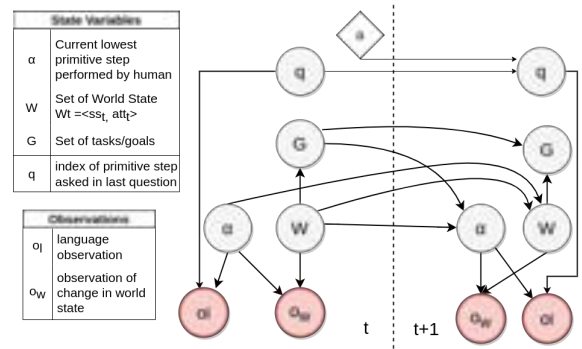 State Variables
α Current lowest
primitive step
performed by human
W Set of World State
Wt =<sst, attt>
G Set of tasks/goals
q index of primitive step
asked in last question
Observations
ol language
observation
ow observation of
change in world
state
a
q q
G G
α W α W
ol ow ow ol
t t+1